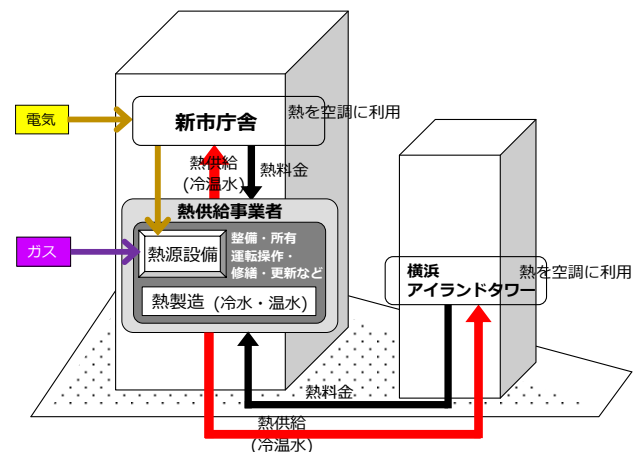 電気
新市庁舎
熱を空調に利用
熱供給
(冷温水)
熱料金
熱供給事業者
ガス
熱源設備
整備・所有
運転操作・
修繕・更新など
熱製造 (冷水・温水)
横浜
アイランドタワー
熱を空調に利用
熱料金
熱供給
(冷温水)